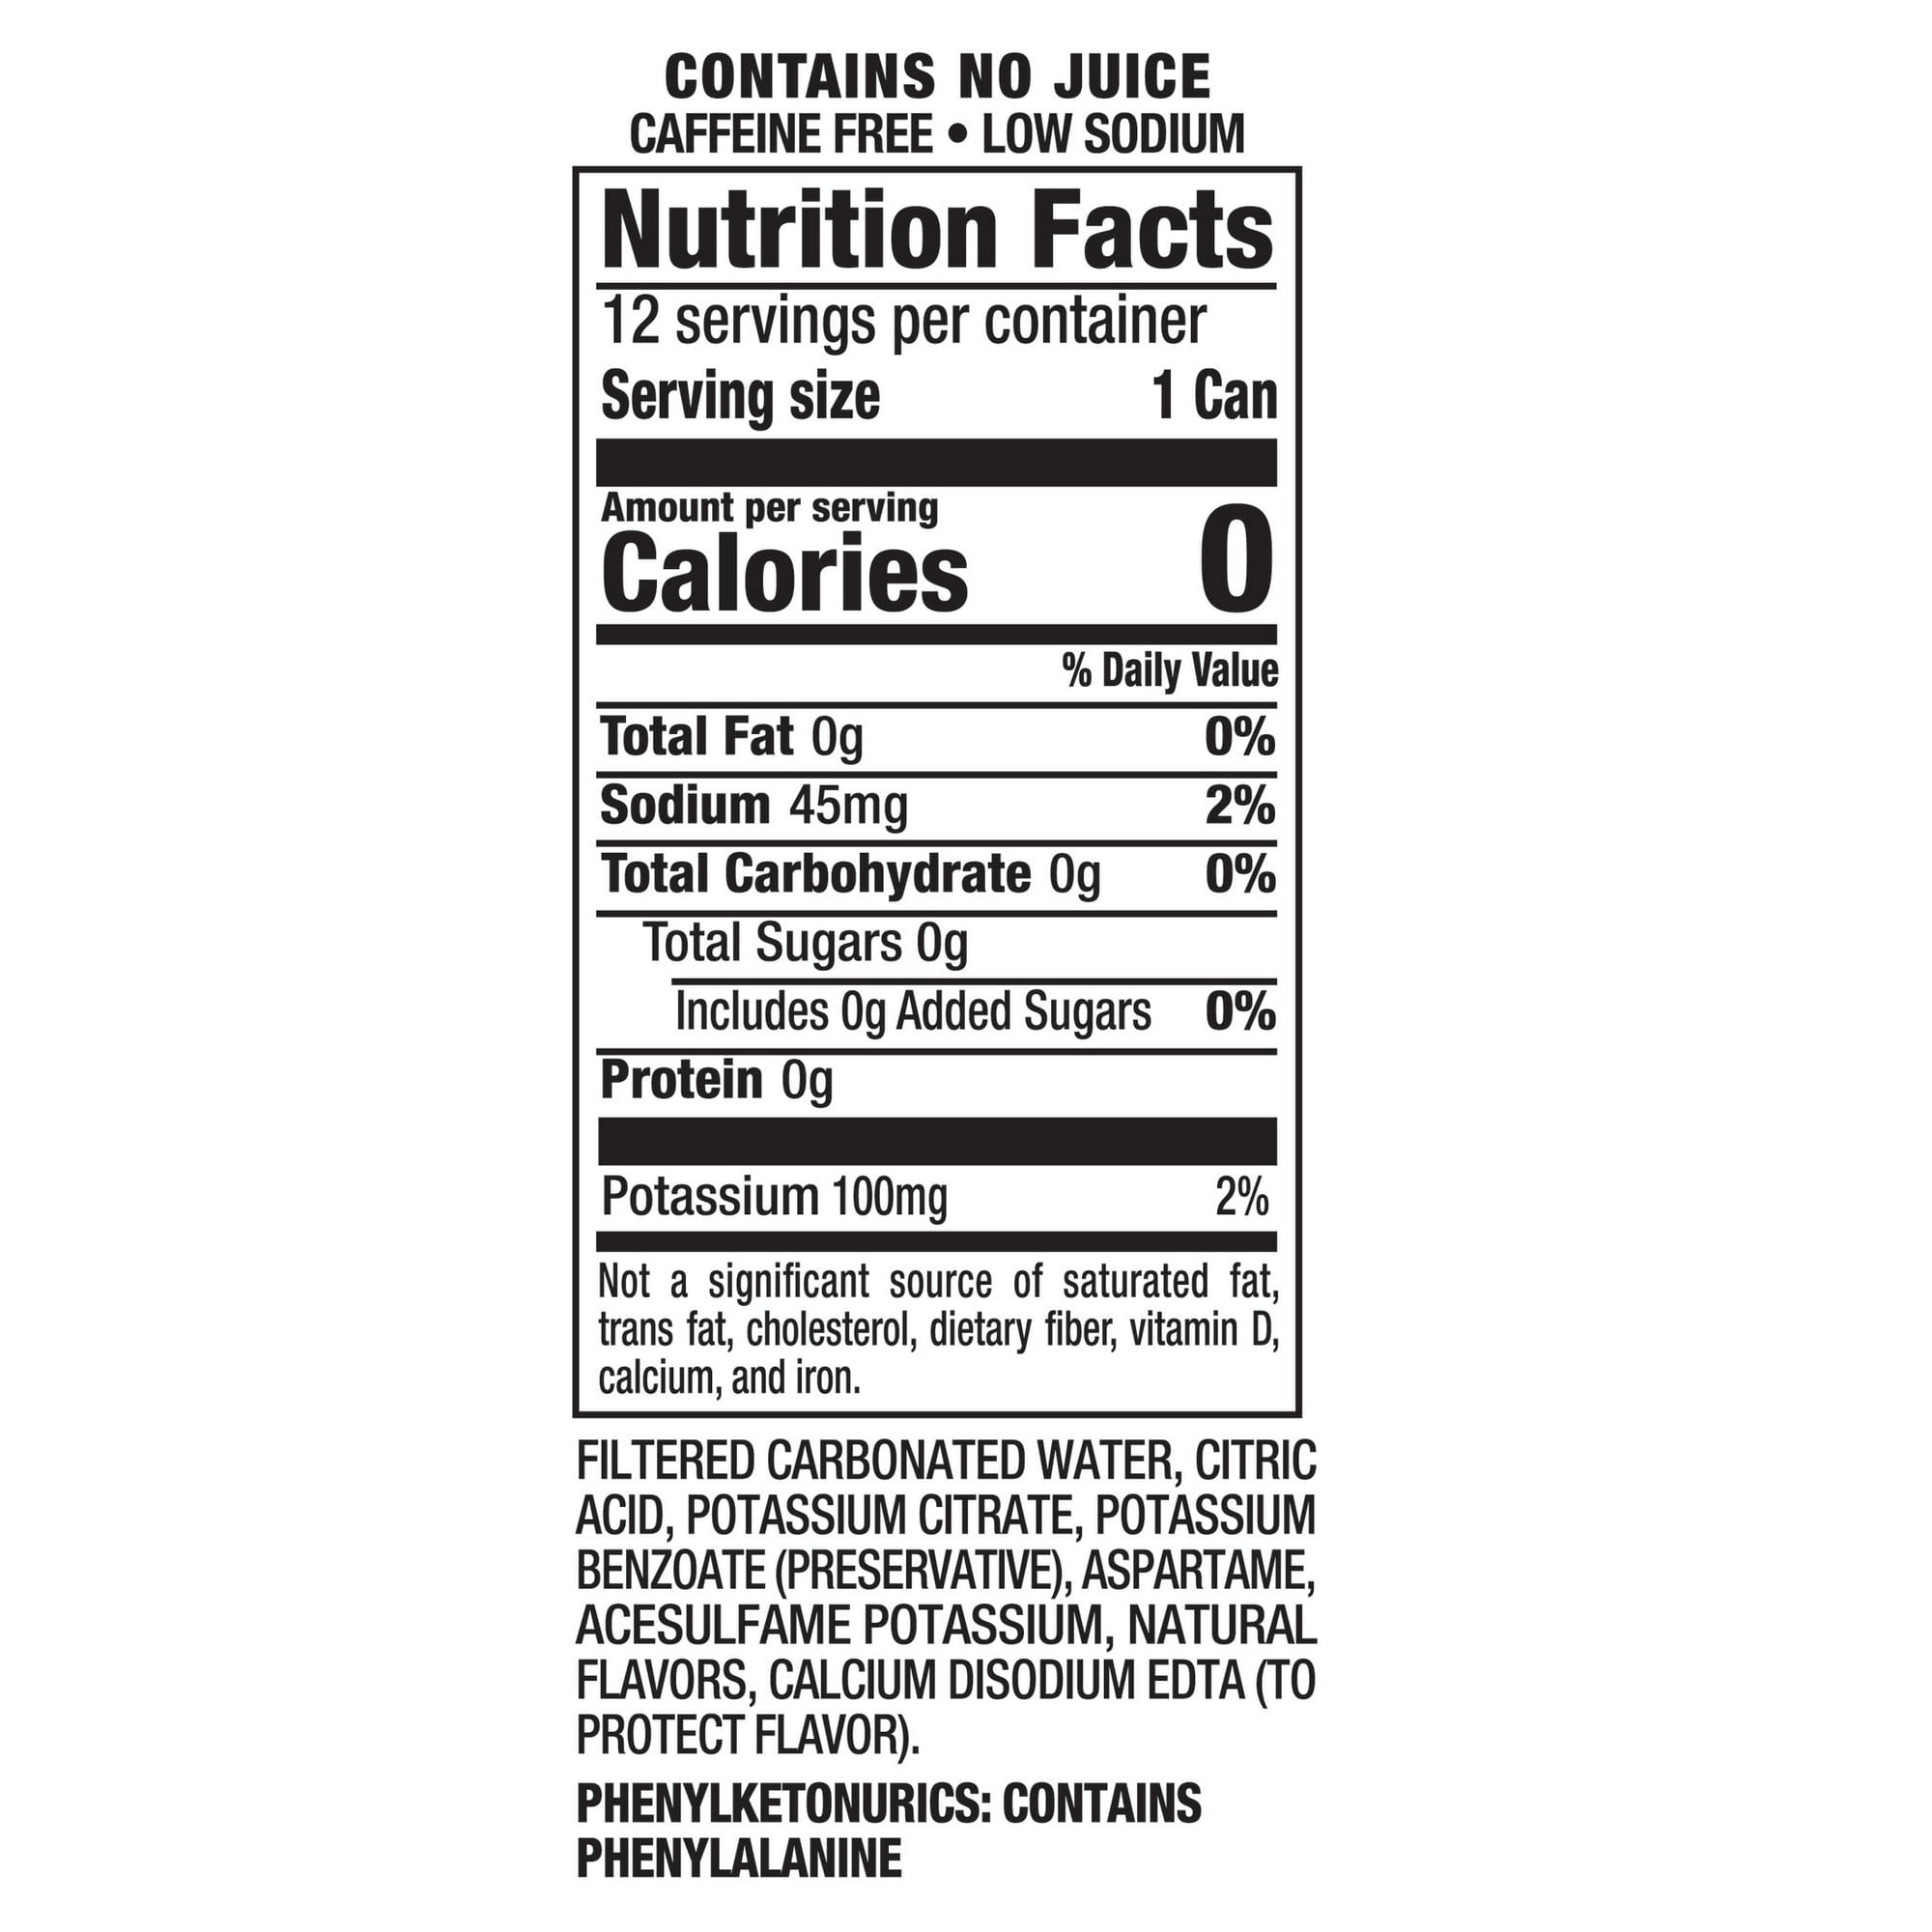 CONTAINS NO JUICE
CAFFEINE FREE • LOW SODIUM
Nutrition Facts
12 servings per container
Serving size 1 Can
Amount per serving
Calories 0
% Daily Value
Total Fat 0g 0%
Sodium 45mg 2%
Total Carbohydrate 0g 0%
Total Sugars 0g
Includes 0g Added Sugars 0%
Protein 0g
Potassium 100mg 2%
Not a significant source of saturated fat,
trans fat, cholesterol, dietary fiber, vitamin D,
calcium, and iron.
FILTERED CARBONATED WATER, CITRIC
ACID, POTASSIUM CITRATE, POTASSIUM
BENZOATE (PRESERVATIVE), ASPARTAME,
ACESULFAME POTASSIUM, NATURAL
FLAVORS, CALCIUM DISODIUM EDTA (TO
PROTECT FLAVOR).
PHENYLKETONURICS: CONTAINS
PHENYLALANINE